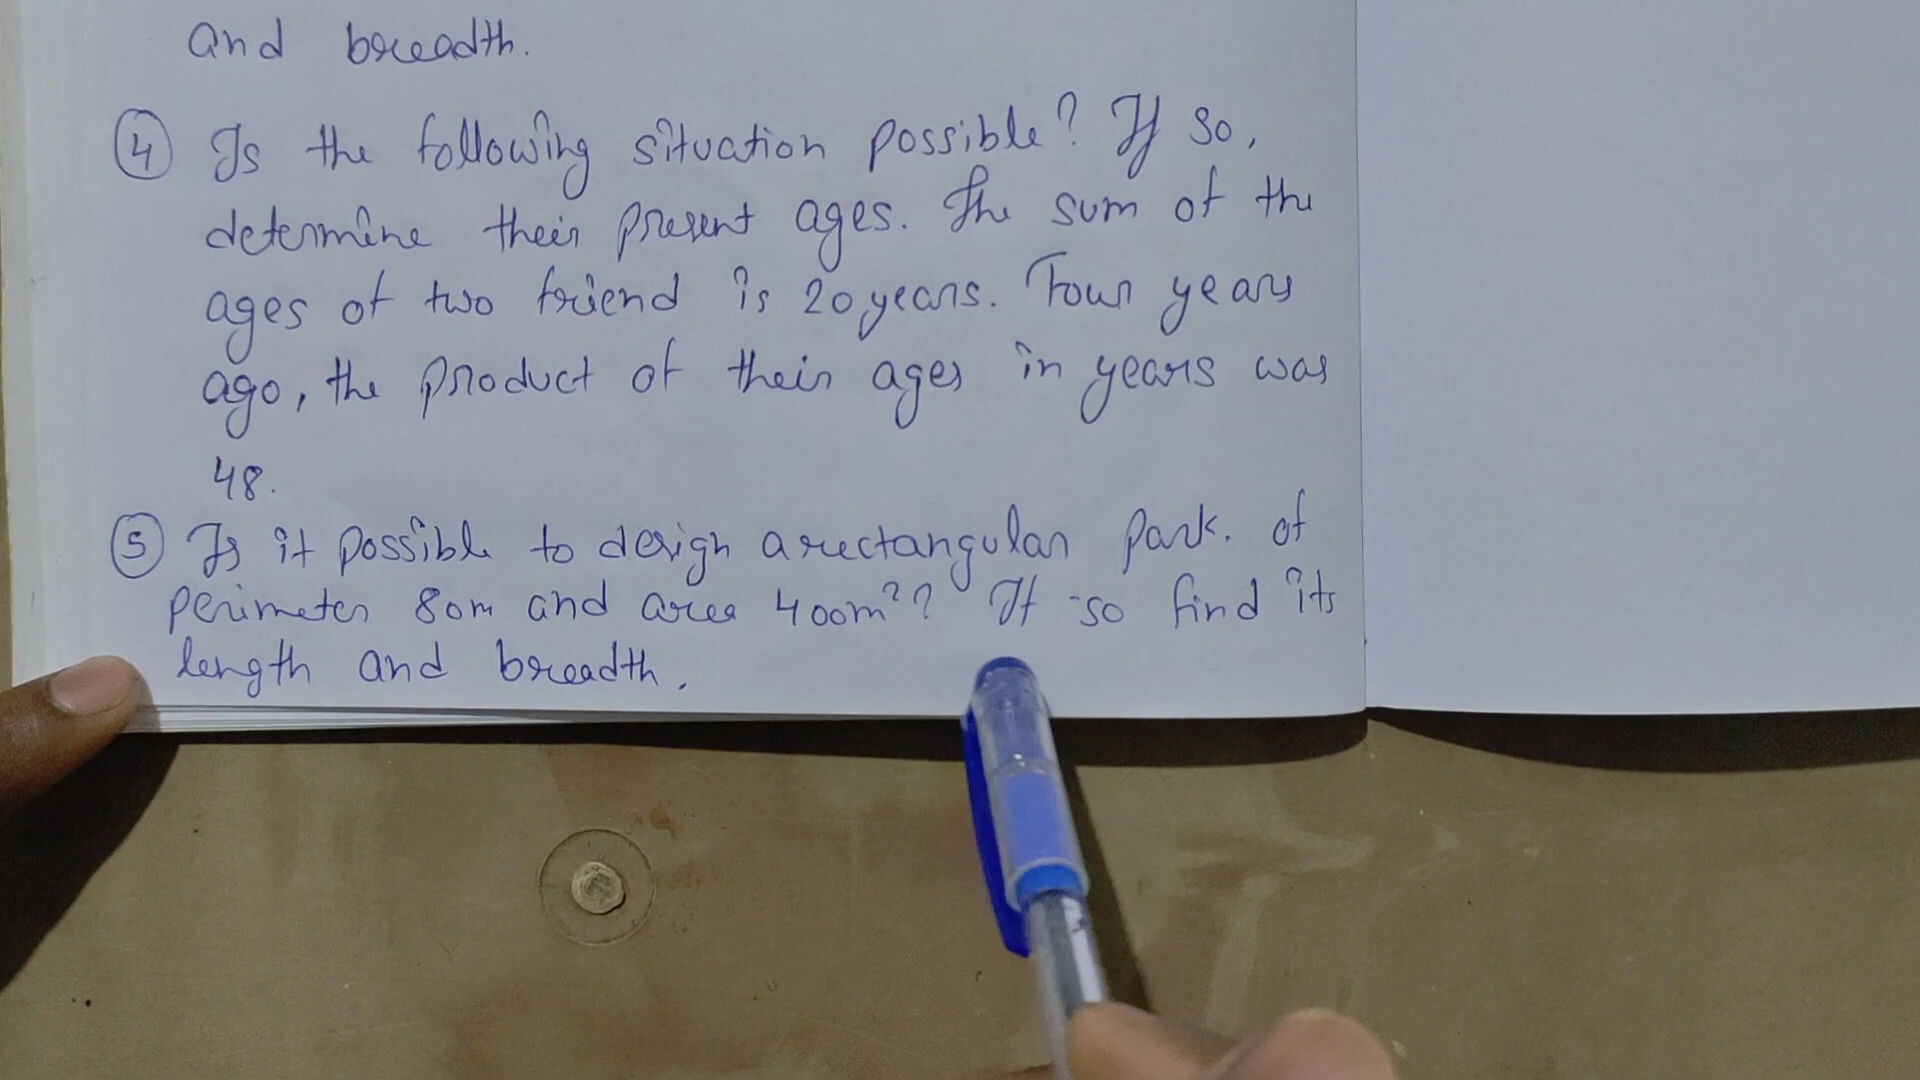 and breadth.
④ Is the following situation possible? If so,
determine their present ages. The sum of the
ages of two friend is 20 years. Four years
ago, the product of their ages in years was
48.
⑤ Is it possible to design a rectangular park. of
perimeter 80m and area 400m²? If so find its
length and breadth.